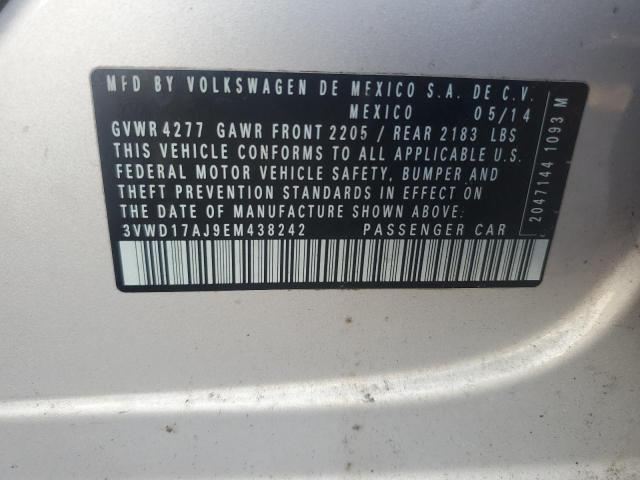 MFD BY VOLKSWAGEN DE MEXICO S.A. DE C.V.
MEXICO 05/14
GVWR 4277 GAWR FRONT 2205 / REAR 2183 LBS
THIS VEHICLE CONFORMS TO ALL APPLICABLE U.S.
FEDERAL MOTOR VEHICLE SAFETY, BUMPER AND
THEFT PREVENTION STANDARDS IN EFFECT ON
THE DATE OF MANUFACTURE SHOWN ABOVE.
3VWD17AJ9EM438242 PASSENGER CAR
2047144 1093 M